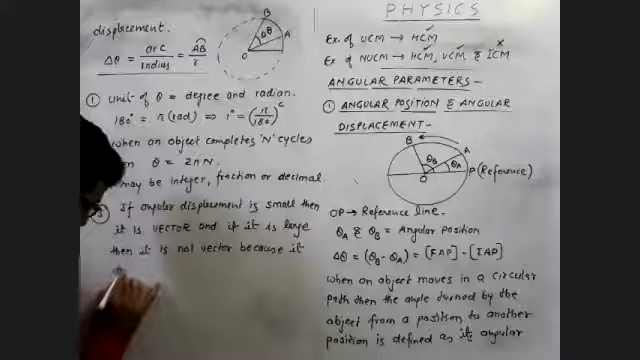 PHYSICS
Ex. of UCM → HCM
Ex. of NUCM → HCM, VCM & ICM
ANGULAR PARAMETERS -
① ANGULAR POSITION & ANGULAR
DISPLACEMENT -
B
A
θB
θA
O
P (Reference)
OP → Reference line.
θA & θB = Angular Position
Δθ = (θB - θA) = [FAP] - [IAP]
When an object moves in a circular
path then the angle turned by the
object from a position to another
position is defined as its angular
displacement.
Δθ = arc/radius = AB/r
B
A
Δθ
O
① Unit of θ = degree and radian.
180° = π (rad) ⇒ 1° = (π/180)ᶜ
When an object completes 'N' cycles
θ = 2πN.
may be integer, fraction or decimal.
③ If angular displacement is small then
it is VECTOR and if it is large
then it is not vector because it